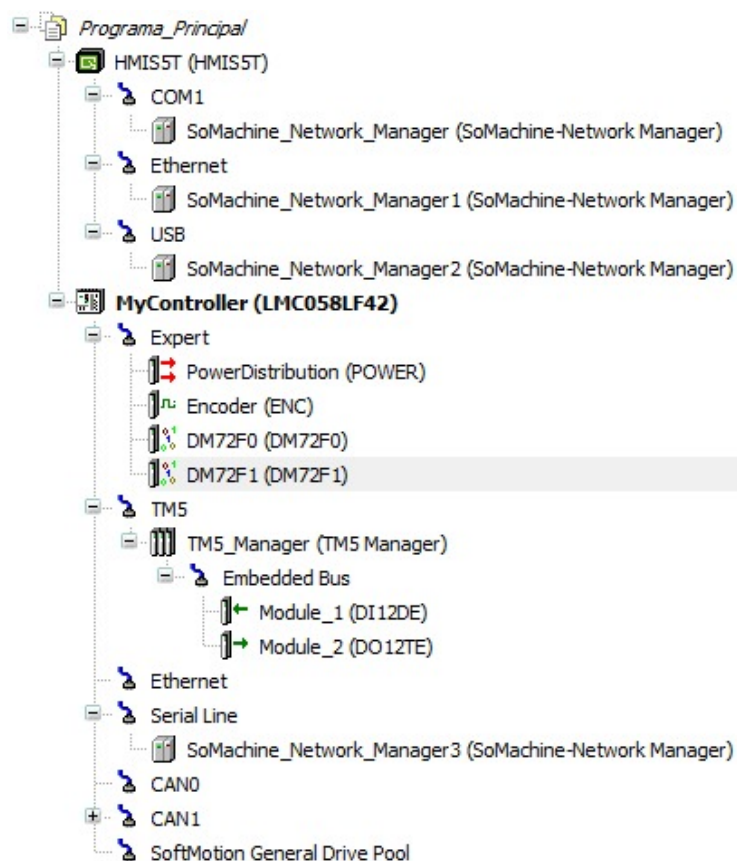 Programa_Principal
HMIS5T (HMIS5T)
COM1
SoMachine_Network_Manager (SoMachine-Network Manager)
Ethernet
SoMachine_Network_Manager1 (SoMachine-Network Manager)
USB
SoMachine_Network_Manager2 (SoMachine-Network Manager)
MyController (LMC058LF42)
Expert
PowerDistribution (POWER)
Encoder (ENC)
DM72F0 (DM72F0)
DM72F1 (DM72F1)
TM5
TM5_Manager (TM5 Manager)
Embedded Bus
Module_1 (DI12DE)
Module_2 (DO12TE)
Ethernet
Serial Line
SoMachine_Network_Manager3 (SoMachine-Network Manager)
CAN0
CAN1
SoftMotion General Drive Pool